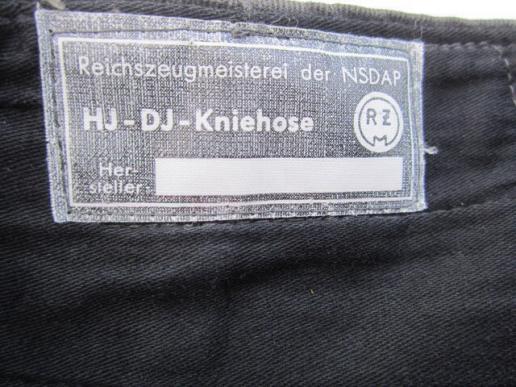 Reichszeugmeisterei der NSDAP
HJ-DJ-Kniehose
RZM
Her-
steller